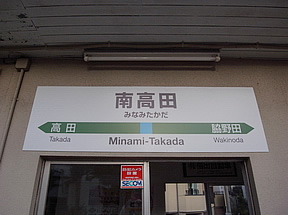 南高田
みなみたかだ
高田
Takada
Minami-Takada
脇野田
Wakinoda
SECOM